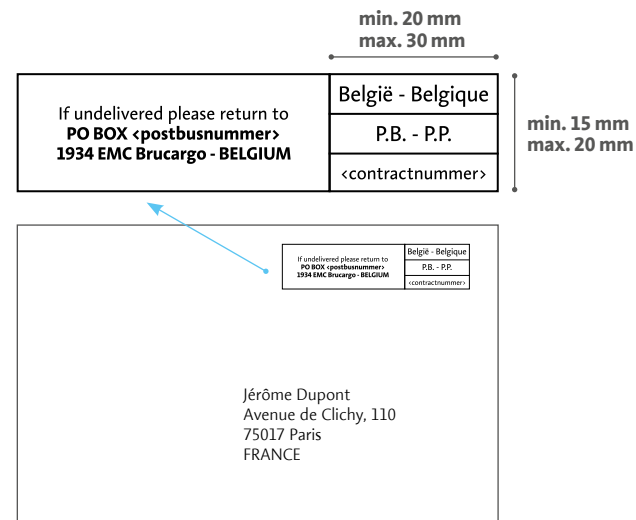 min. 20 mm
max. 30 mm
If undelivered please return to
PO BOX <postbusnummer>
1934 EMC Brucargo - BELGIUM
België - Belgique
P.B. - P.P.
<contractnummer>
min. 15 mm
max. 20 mm
If undelivered please return to
PO BOX <postbusnummer>
1934 EMC Brucargo - BELGIUM
België - Belgique
P.B. - P.P.
<contractnummer>
Jérôme Dupont
Avenue de Clichy, 110
75017 Paris
FRANCE